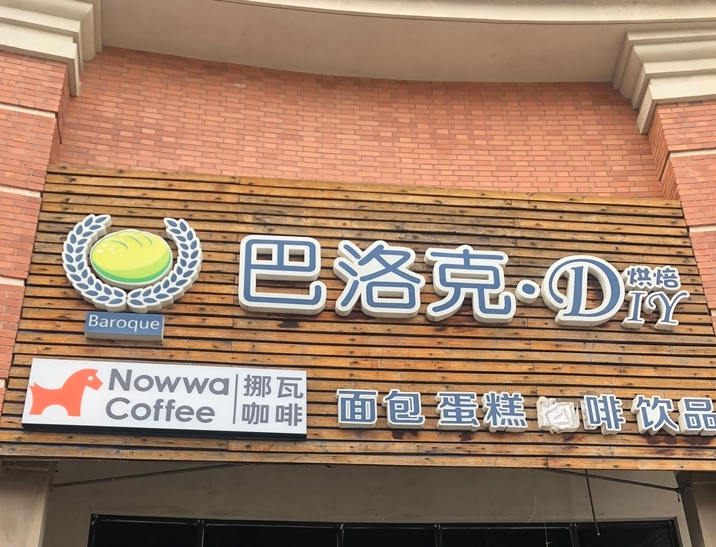 巴洛克·DIY
烘焙
Baroque
Nowwa
Coffee
挪瓦
咖啡
面包 蛋糕 咖啡 饮品